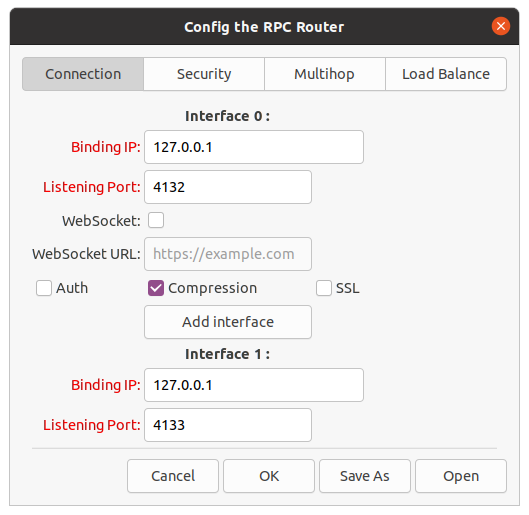 Config the RPC Router
Connection Security Multihop Load Balance
Interface 0 :
Binding IP: 127.0.0.1
Listening Port: 4132
WebSocket:
WebSocket URL: https://example.com
Auth Compression SSL
Add interface
Interface 1 :
Binding IP: 127.0.0.1
Listening Port: 4133
Cancel OK Save As Open